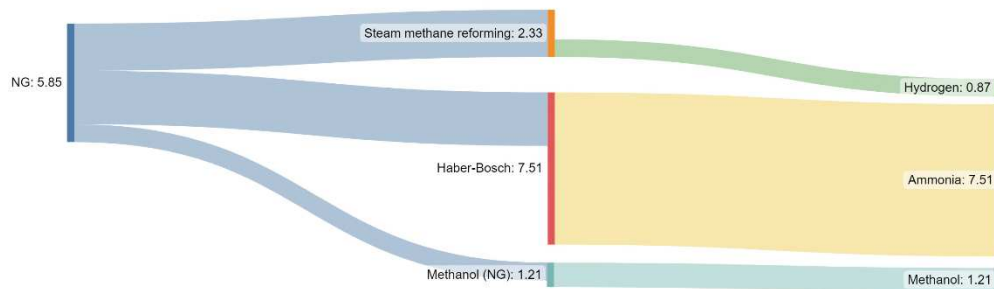 Steam methane reforming: 2.33
NG: 5.85
Hydrogen: 0.87
Haber-Bosch: 7.51
Ammonia: 7.51
Methanol (NG): 1.21
Methanol: 1.21